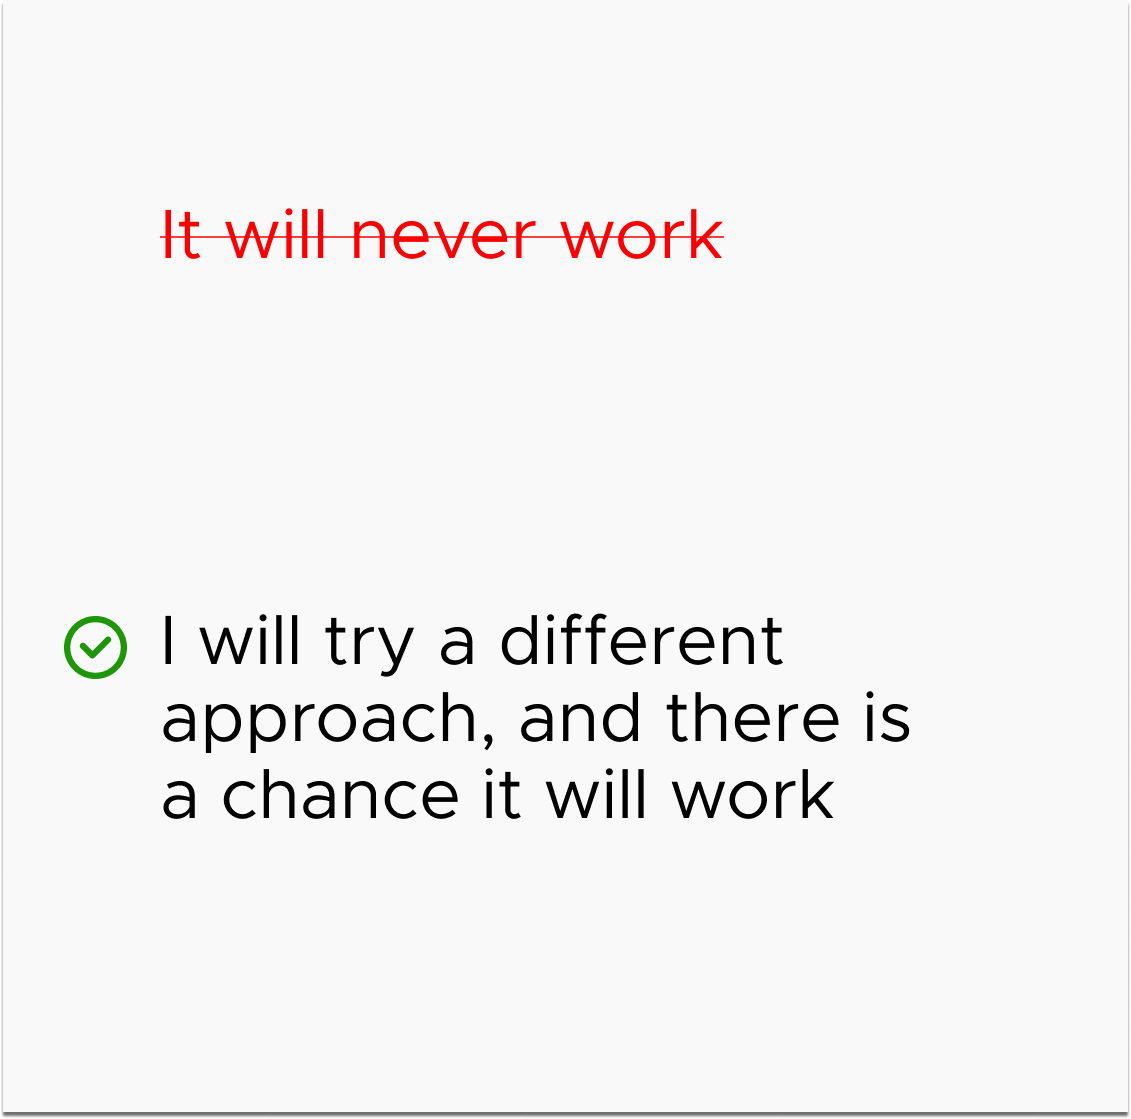 It will never work
I will try a different
approach, and there is
a chance it will work